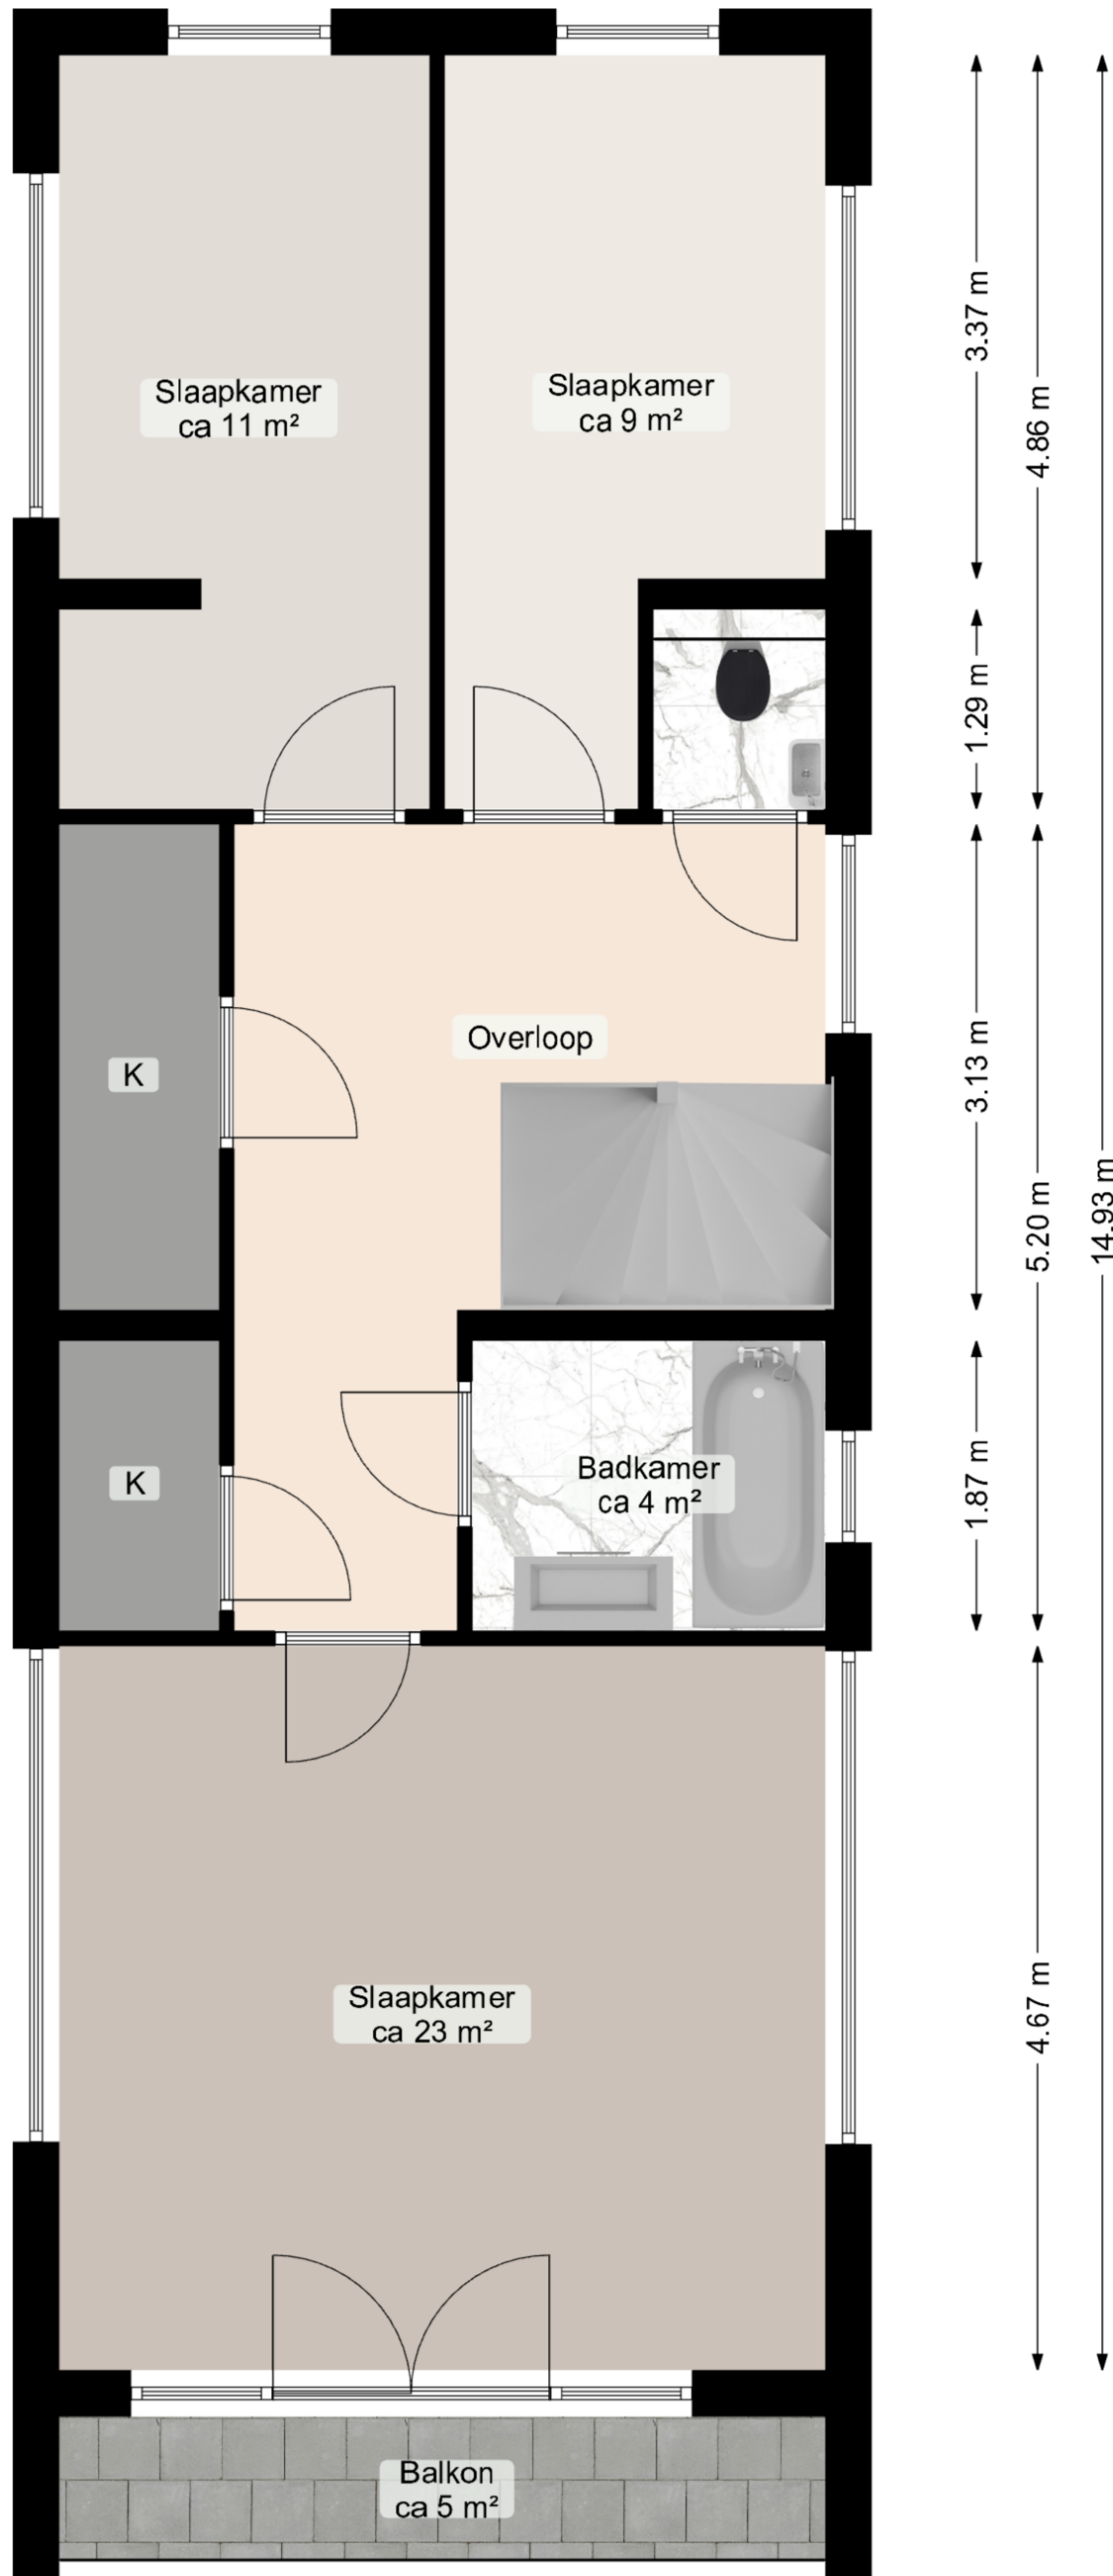 Slaapkamer
ca 11 m²
Slaapkamer
ca 9 m²
3.37 m
4.86 m
1.29 m
Overloop
K
3.13 m
5.20 m
14.93 m
K
Badkamer
ca 4 m²
1.87 m
Slaapkamer
ca 23 m²
4.67 m
Balkon
ca 5 m²